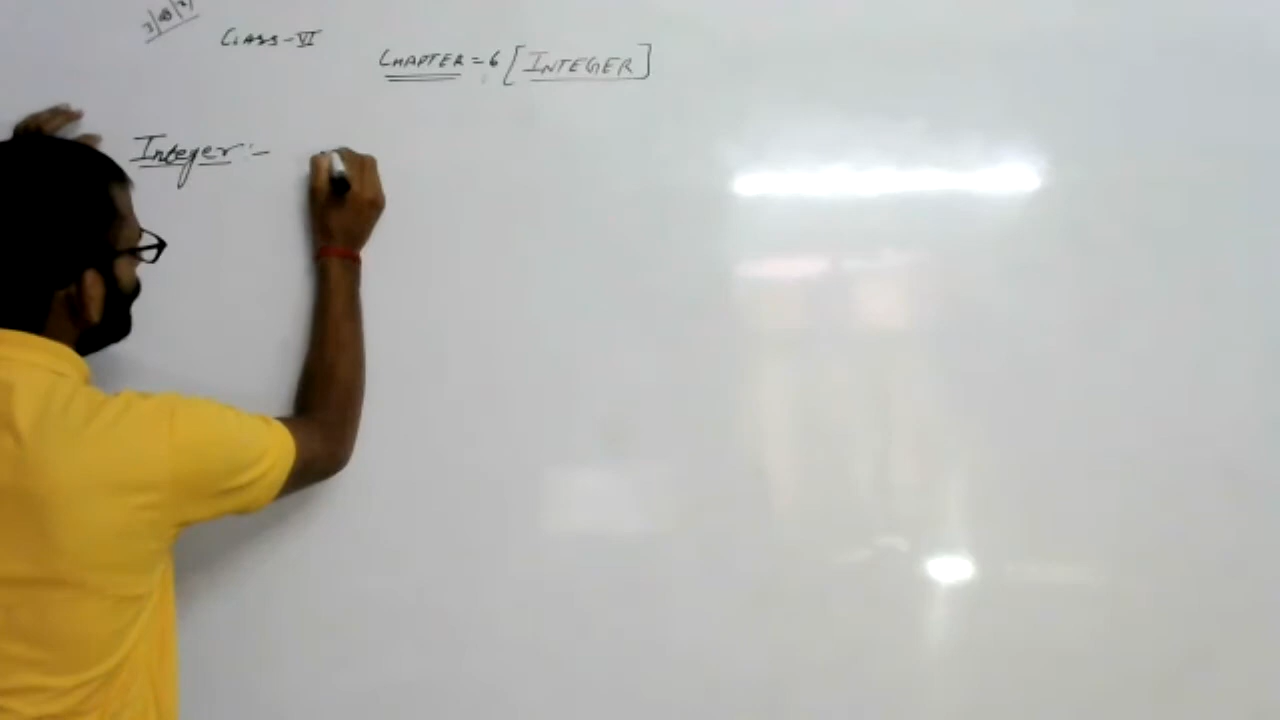 CLASS-VI
CHAPTER = 6 [INTEGER]
Integer :-